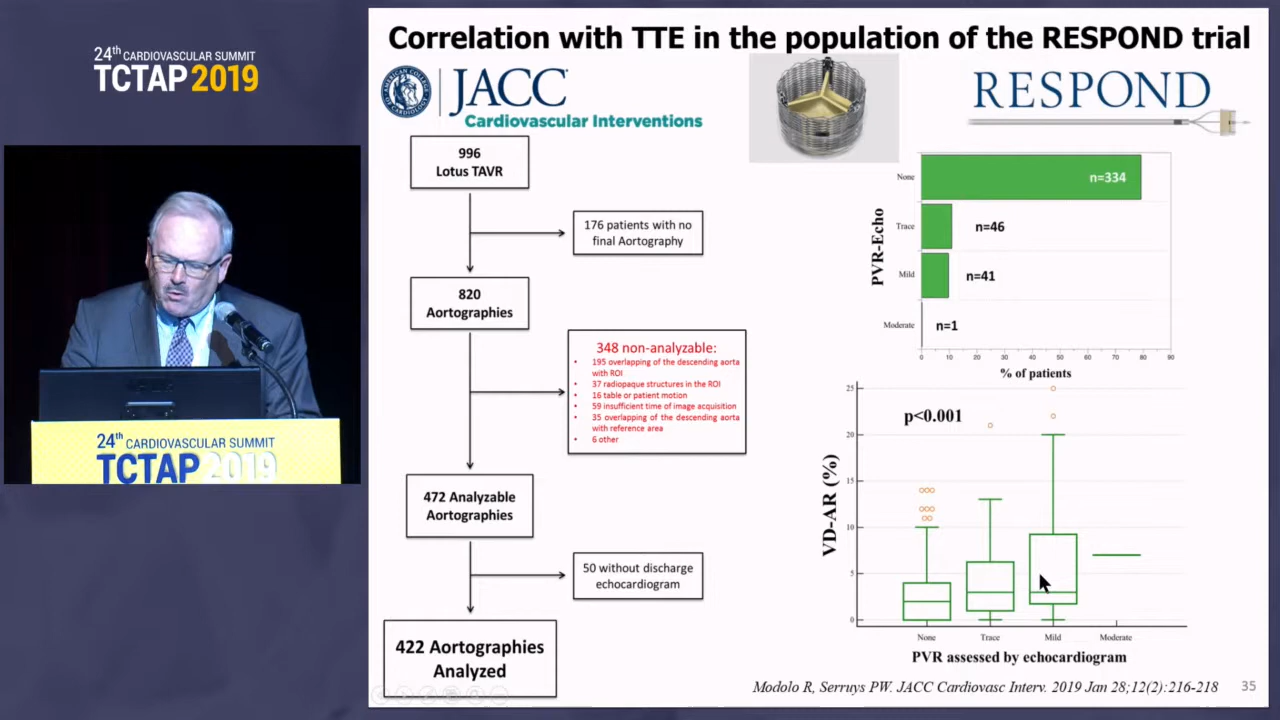 24th CARDIOVASCULAR SUMMIT
TCTAP 2019
24th CARDIOVASCULAR SUMMIT
TCTAP 2019
Correlation with TTE in the population of the RESPOND trial
AMERICAN COLLEGE OF CARDIOLOGY
JACC
Cardiovascular Interventions
RESPOND
996
Lotus TAVR
176 patients with no
final Aortography
820
Aortographies
348 non-analyzable:
• 195 overlapping of the descending aorta
with ROI
• 37 radiopaque structures in the ROI
• 16 table or patient motion
• 59 insufficient time of image acquisition
• 35 overlapping of the descending aorta
with reference area
• 6 other
472 Analyzable
Aortographies
50 without discharge
echocardiogram
422 Aortographies
Analyzed
PVR-Echo
None
n=334
Trace
n=46
Mild
n=41
Moderate
n=1
0 10 20 30 40 50 60 70 80 90
% of patients
p<0.001
VD-AR (%)
25
20
15
10
5
0
None Trace Mild Moderate
PVR assessed by echocardiogram
Modolo R, Serruys PW. JACC Cardiovasc Interv. 2019 Jan 28;12(2):216-218
35